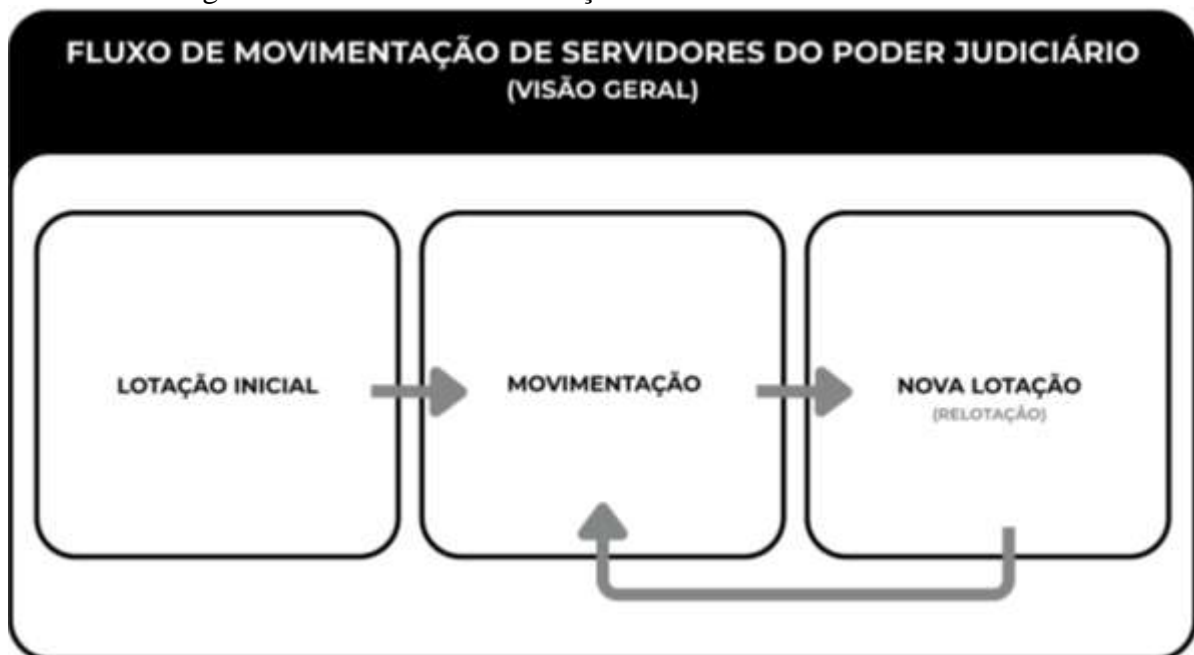 FLUXO DE MOVIMENTAÇÃO DE SERVIDORES DO PODER JUDICIÁRIO
(VISÃO GERAL)
LOTAÇÃO INICIAL
MOVIMENTAÇÃO
NOVA LOTAÇÃO
(RELOTAÇÃO)